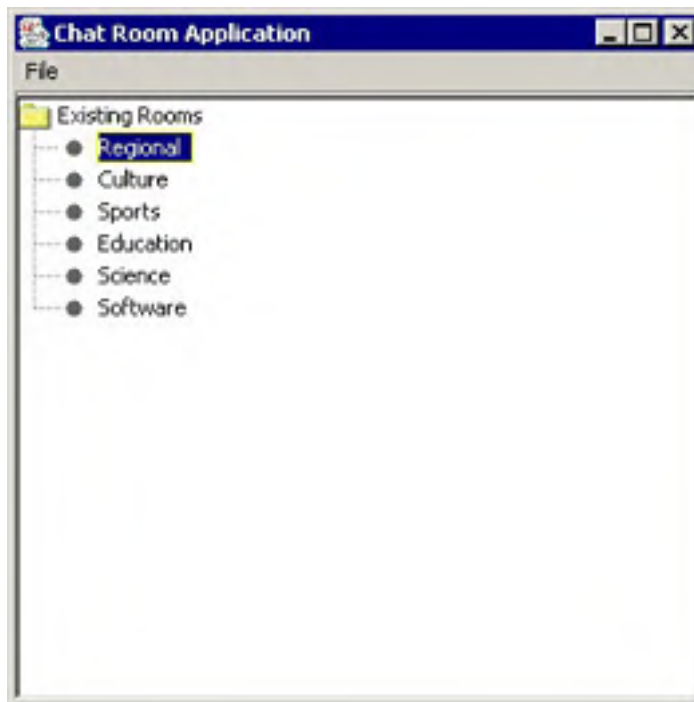 Chat Room Application
File
Existing Rooms
Regional
Culture
Sports
Education
Science
Software